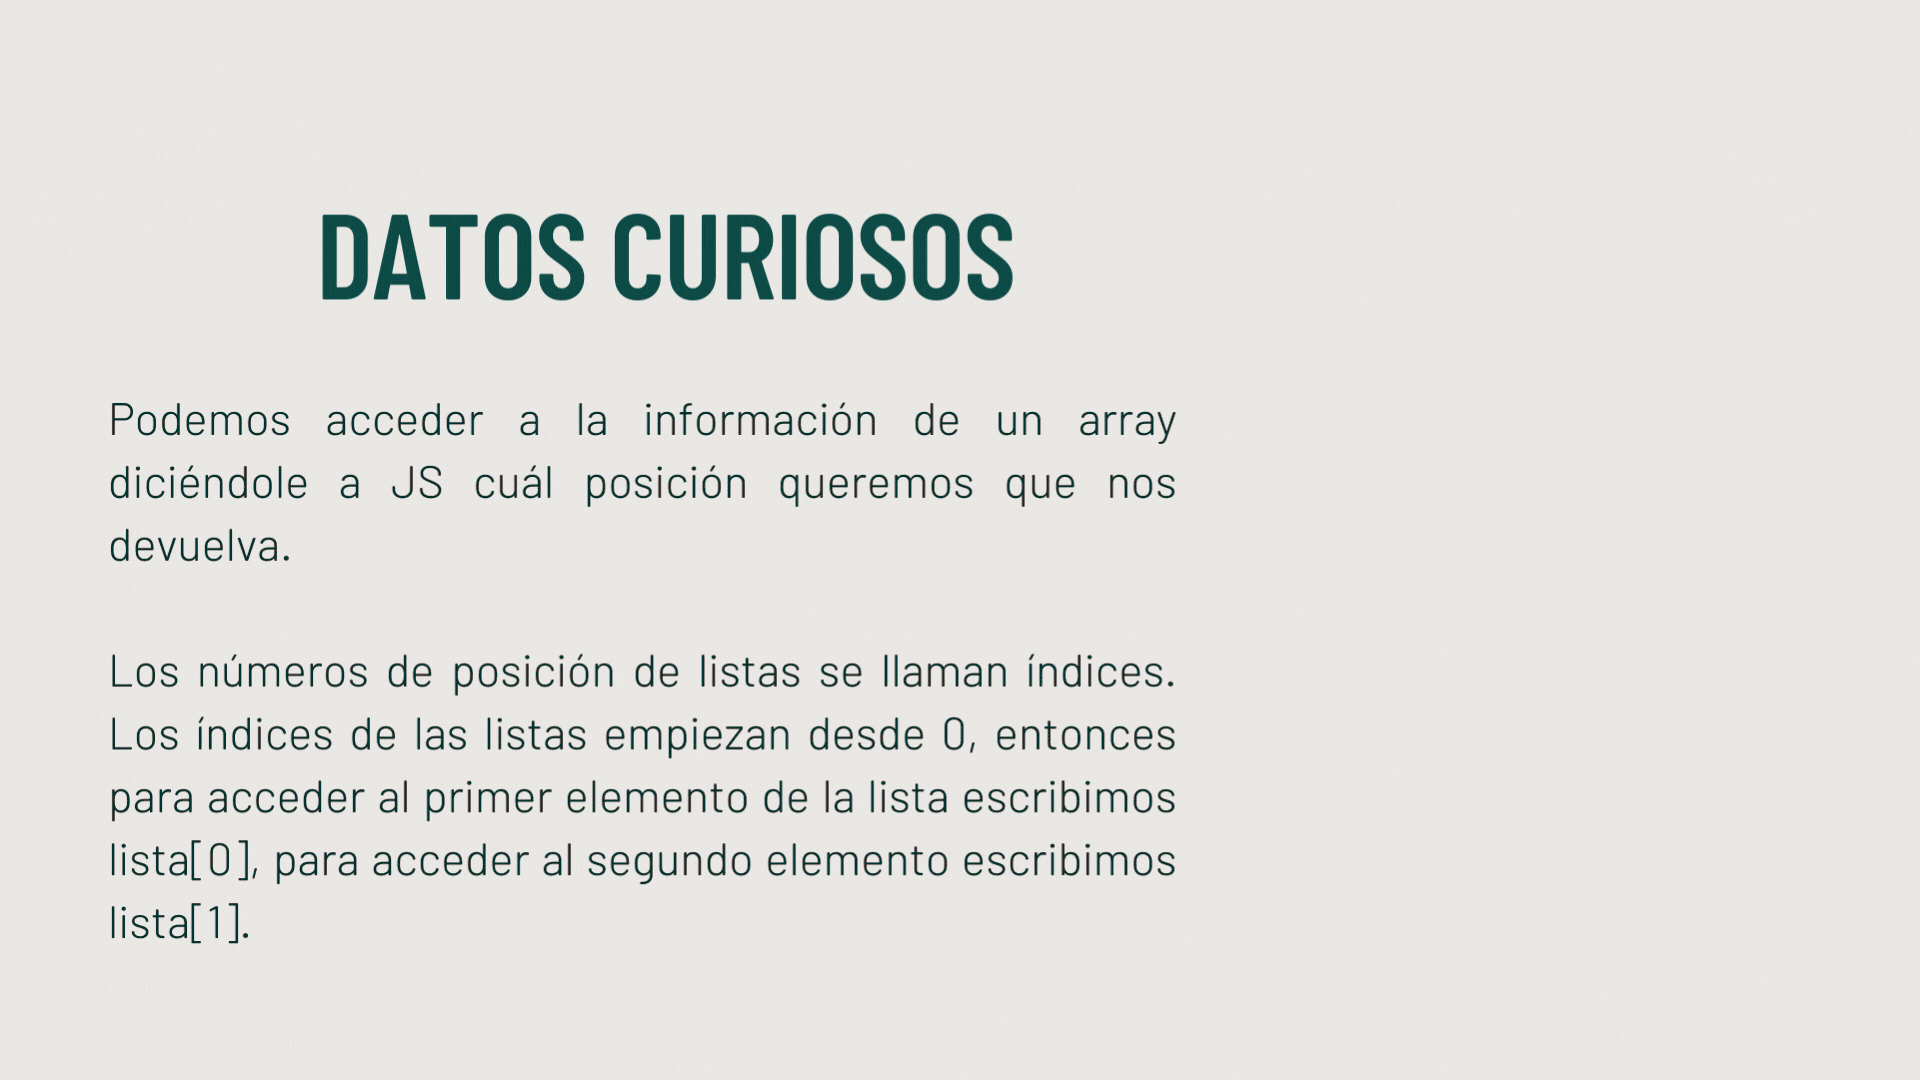 DATOS CURIOSOS
Podemos acceder a la información de un array
diciéndole a JS cuál posición queremos que nos
devuelva.
Los números de posición de listas se llaman índices.
Los índices de las listas empiezan desde 0, entonces
para acceder al primer elemento de la lista escribimos
lista[0], para acceder al segundo elemento escribimos
lista[1].